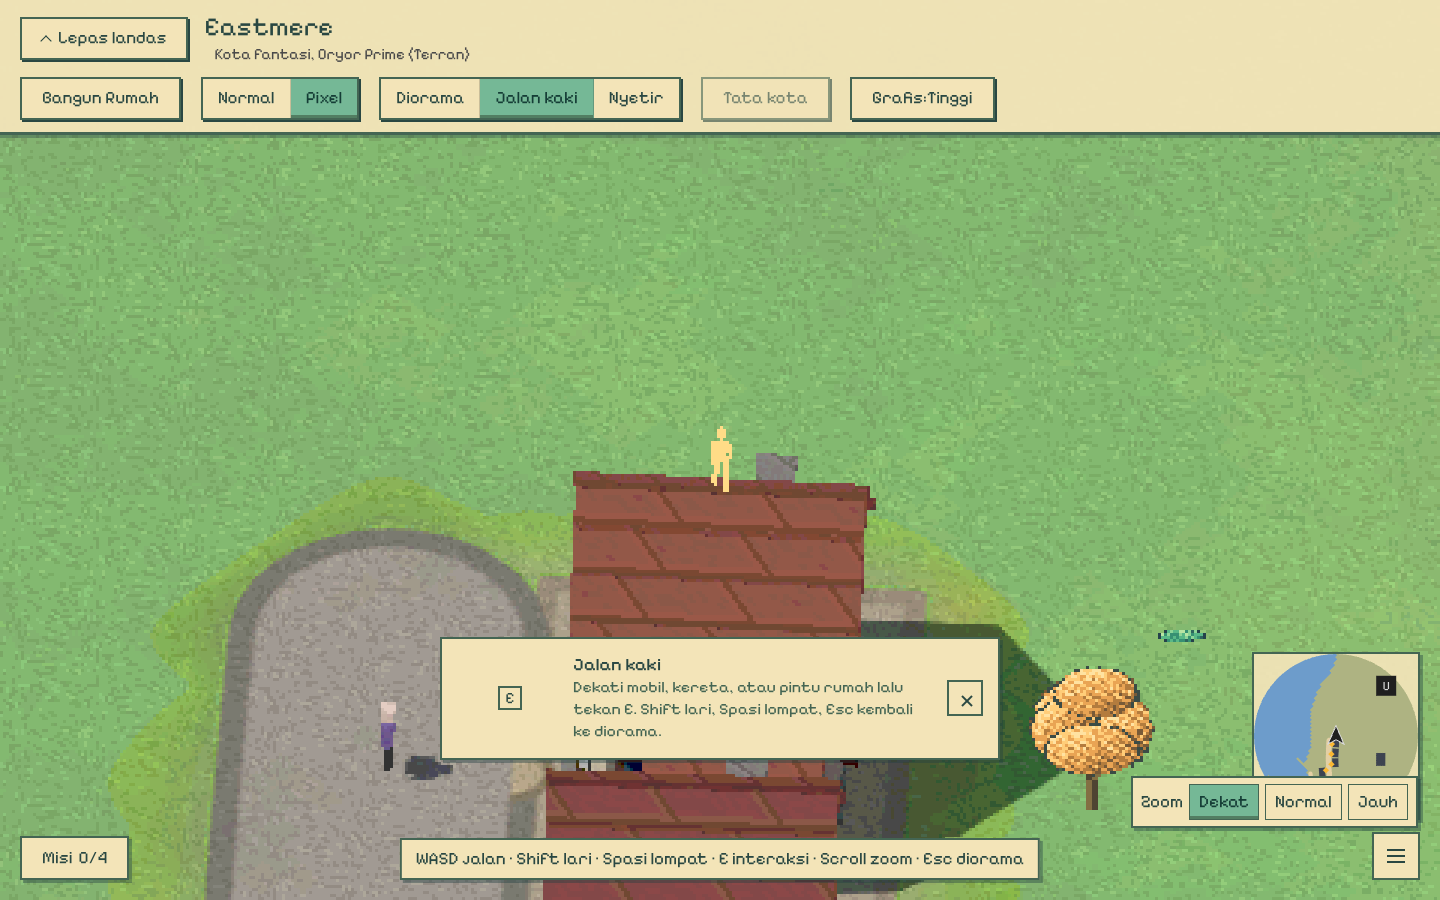 ^ Lepas landas
Eastmere
Kota Fantasi, Oryor Prime (Terran)
Bangun Rumah
Normal
Pixel
Diorama
Jalan kaki
Nyetir
Tata kota
Grafis:Tinggi
E
Jalan kaki
Dekati mobil, kereta, atau pintu rumah lalu
tekan E. Shift lari, Spasi lompat, Esc kembali
ke diorama.
×
U
Zoom
Dekat
Normal
Jauh
Misi 0/4
WASD Jalan · Shift lari · Spasi lompat · E interaksi · Scroll zoom · Esc diorama